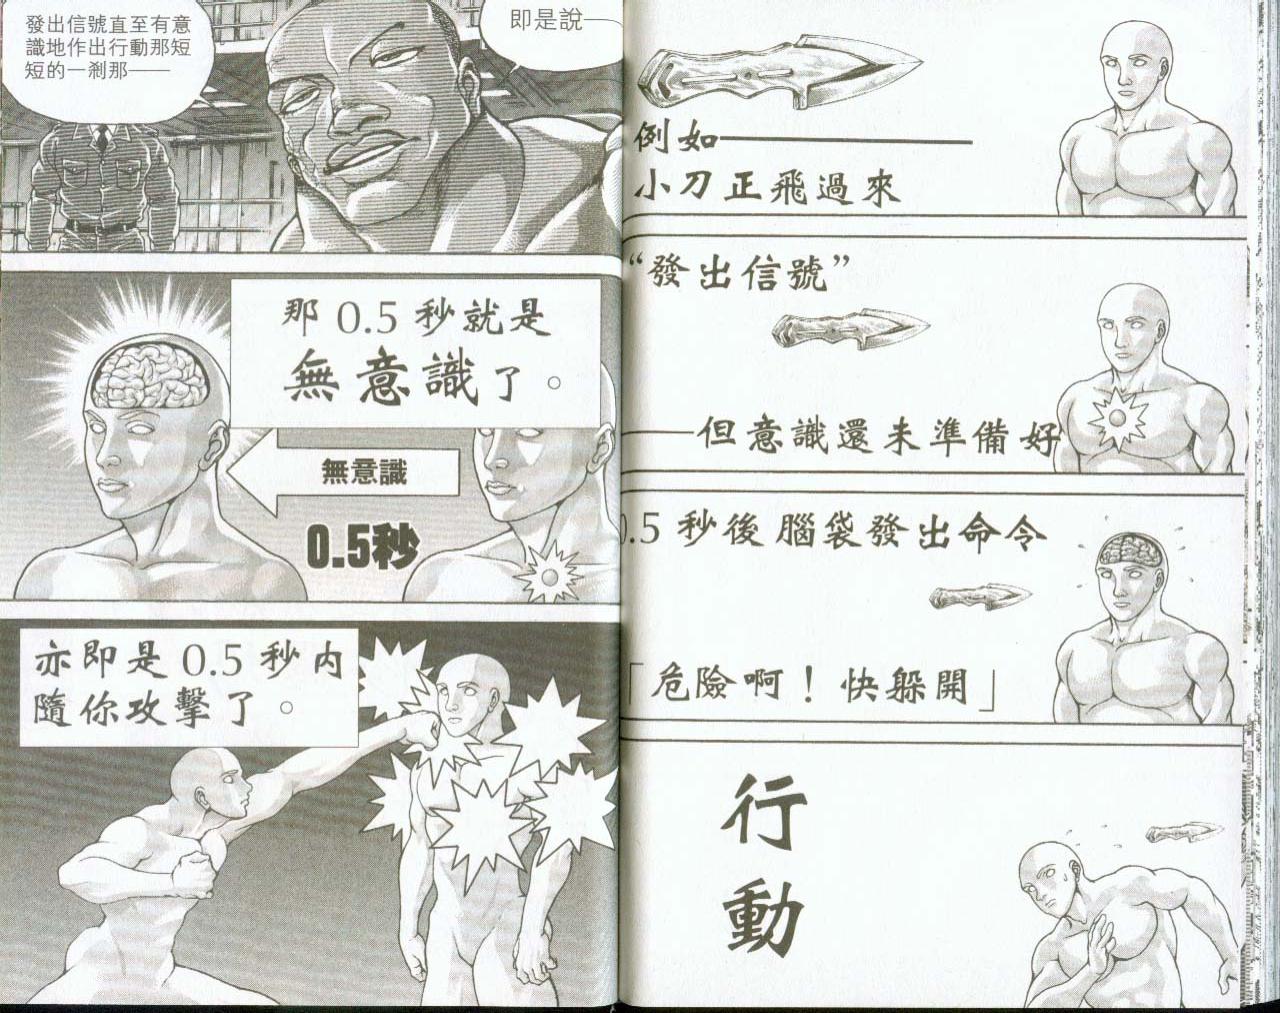 例如——
小刀正飛過來
“發出信號”
——但意識還未準備好
0.5秒後腦袋發出命令
「危險啊！快躲開」
行
動
即是說——
發出信號直至有意
識地作出行動那短
短的一剎那——
那0.5秒就是
無意識了。
無意識
0.5秒
亦即是0.5秒內
隨你攻擊了。